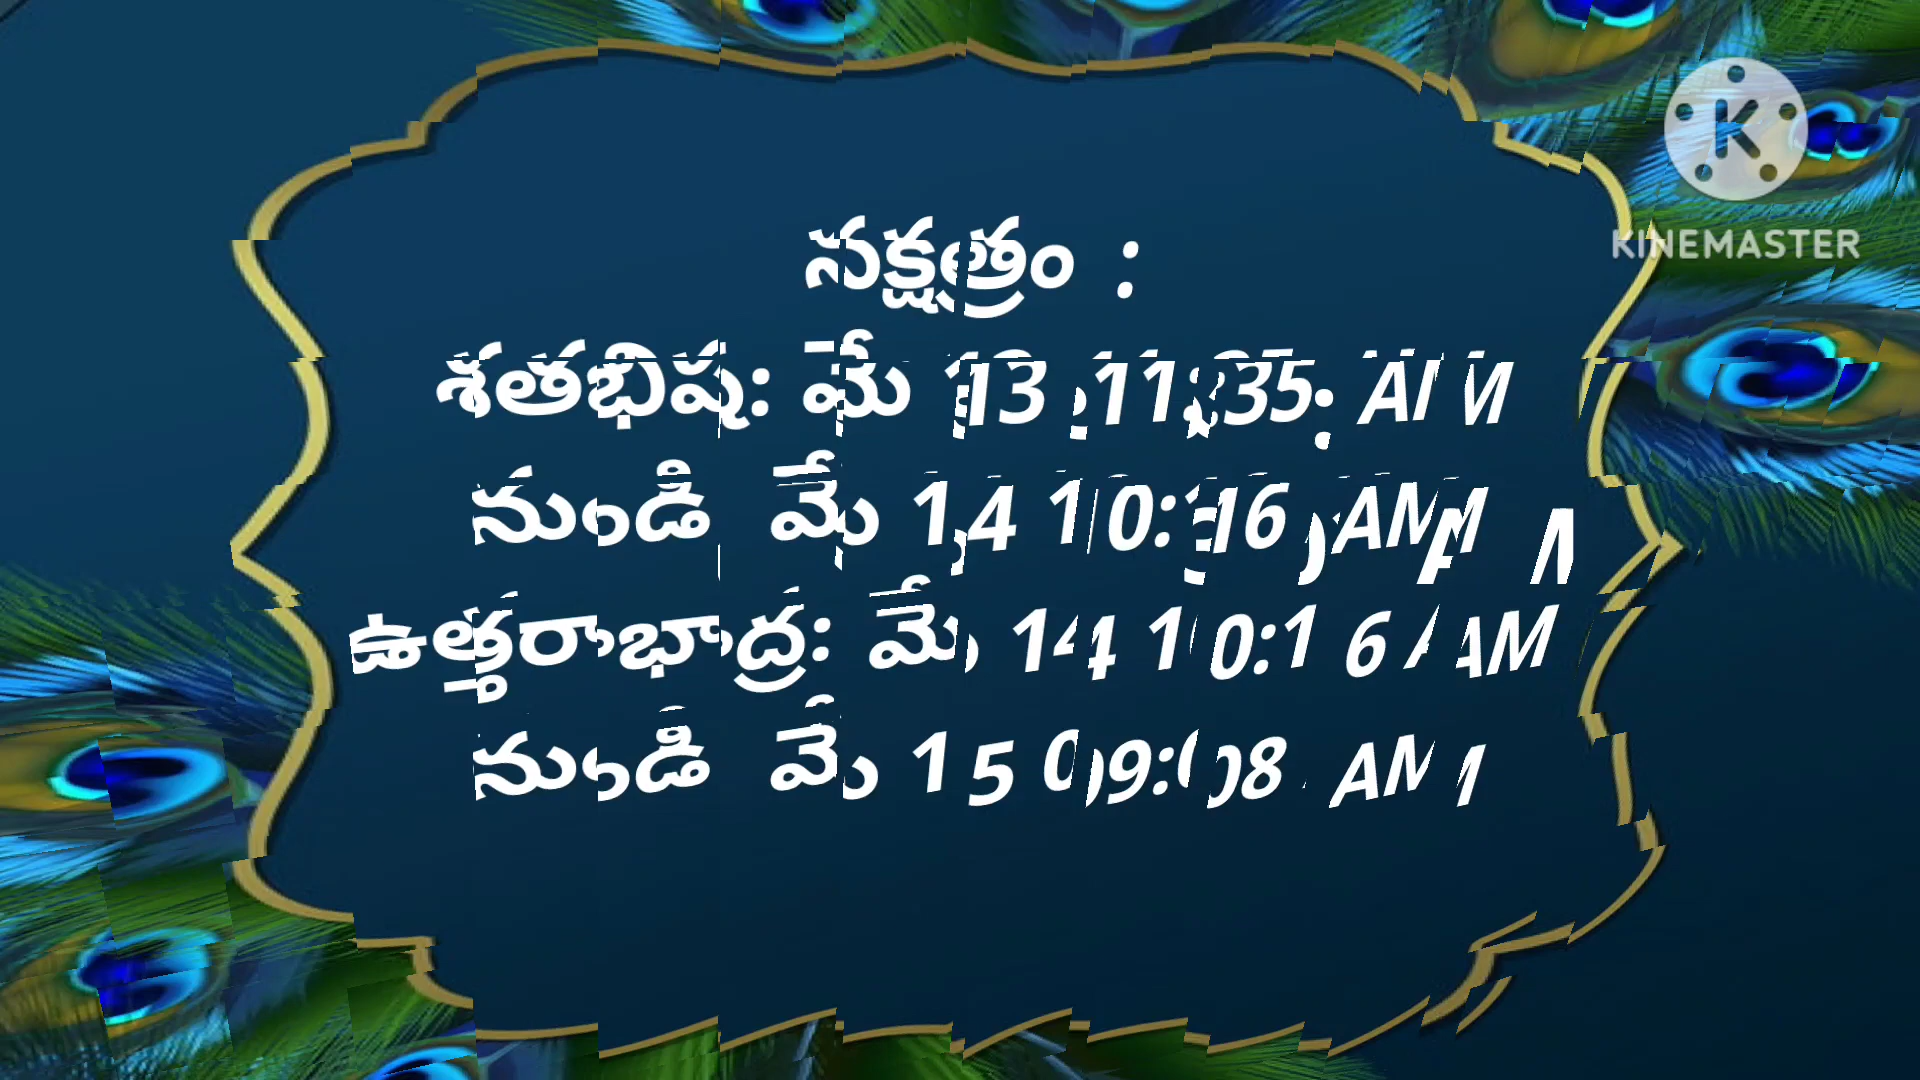 KINEMASTER
నక్షత్రం :
శతభిష: మే 13 11:35 AM
నుండి మే 14 10:16 AM
ఉత్తరాభాద్ర: మే 14 10:16 AM
నుండి మే 15 09:08 AM